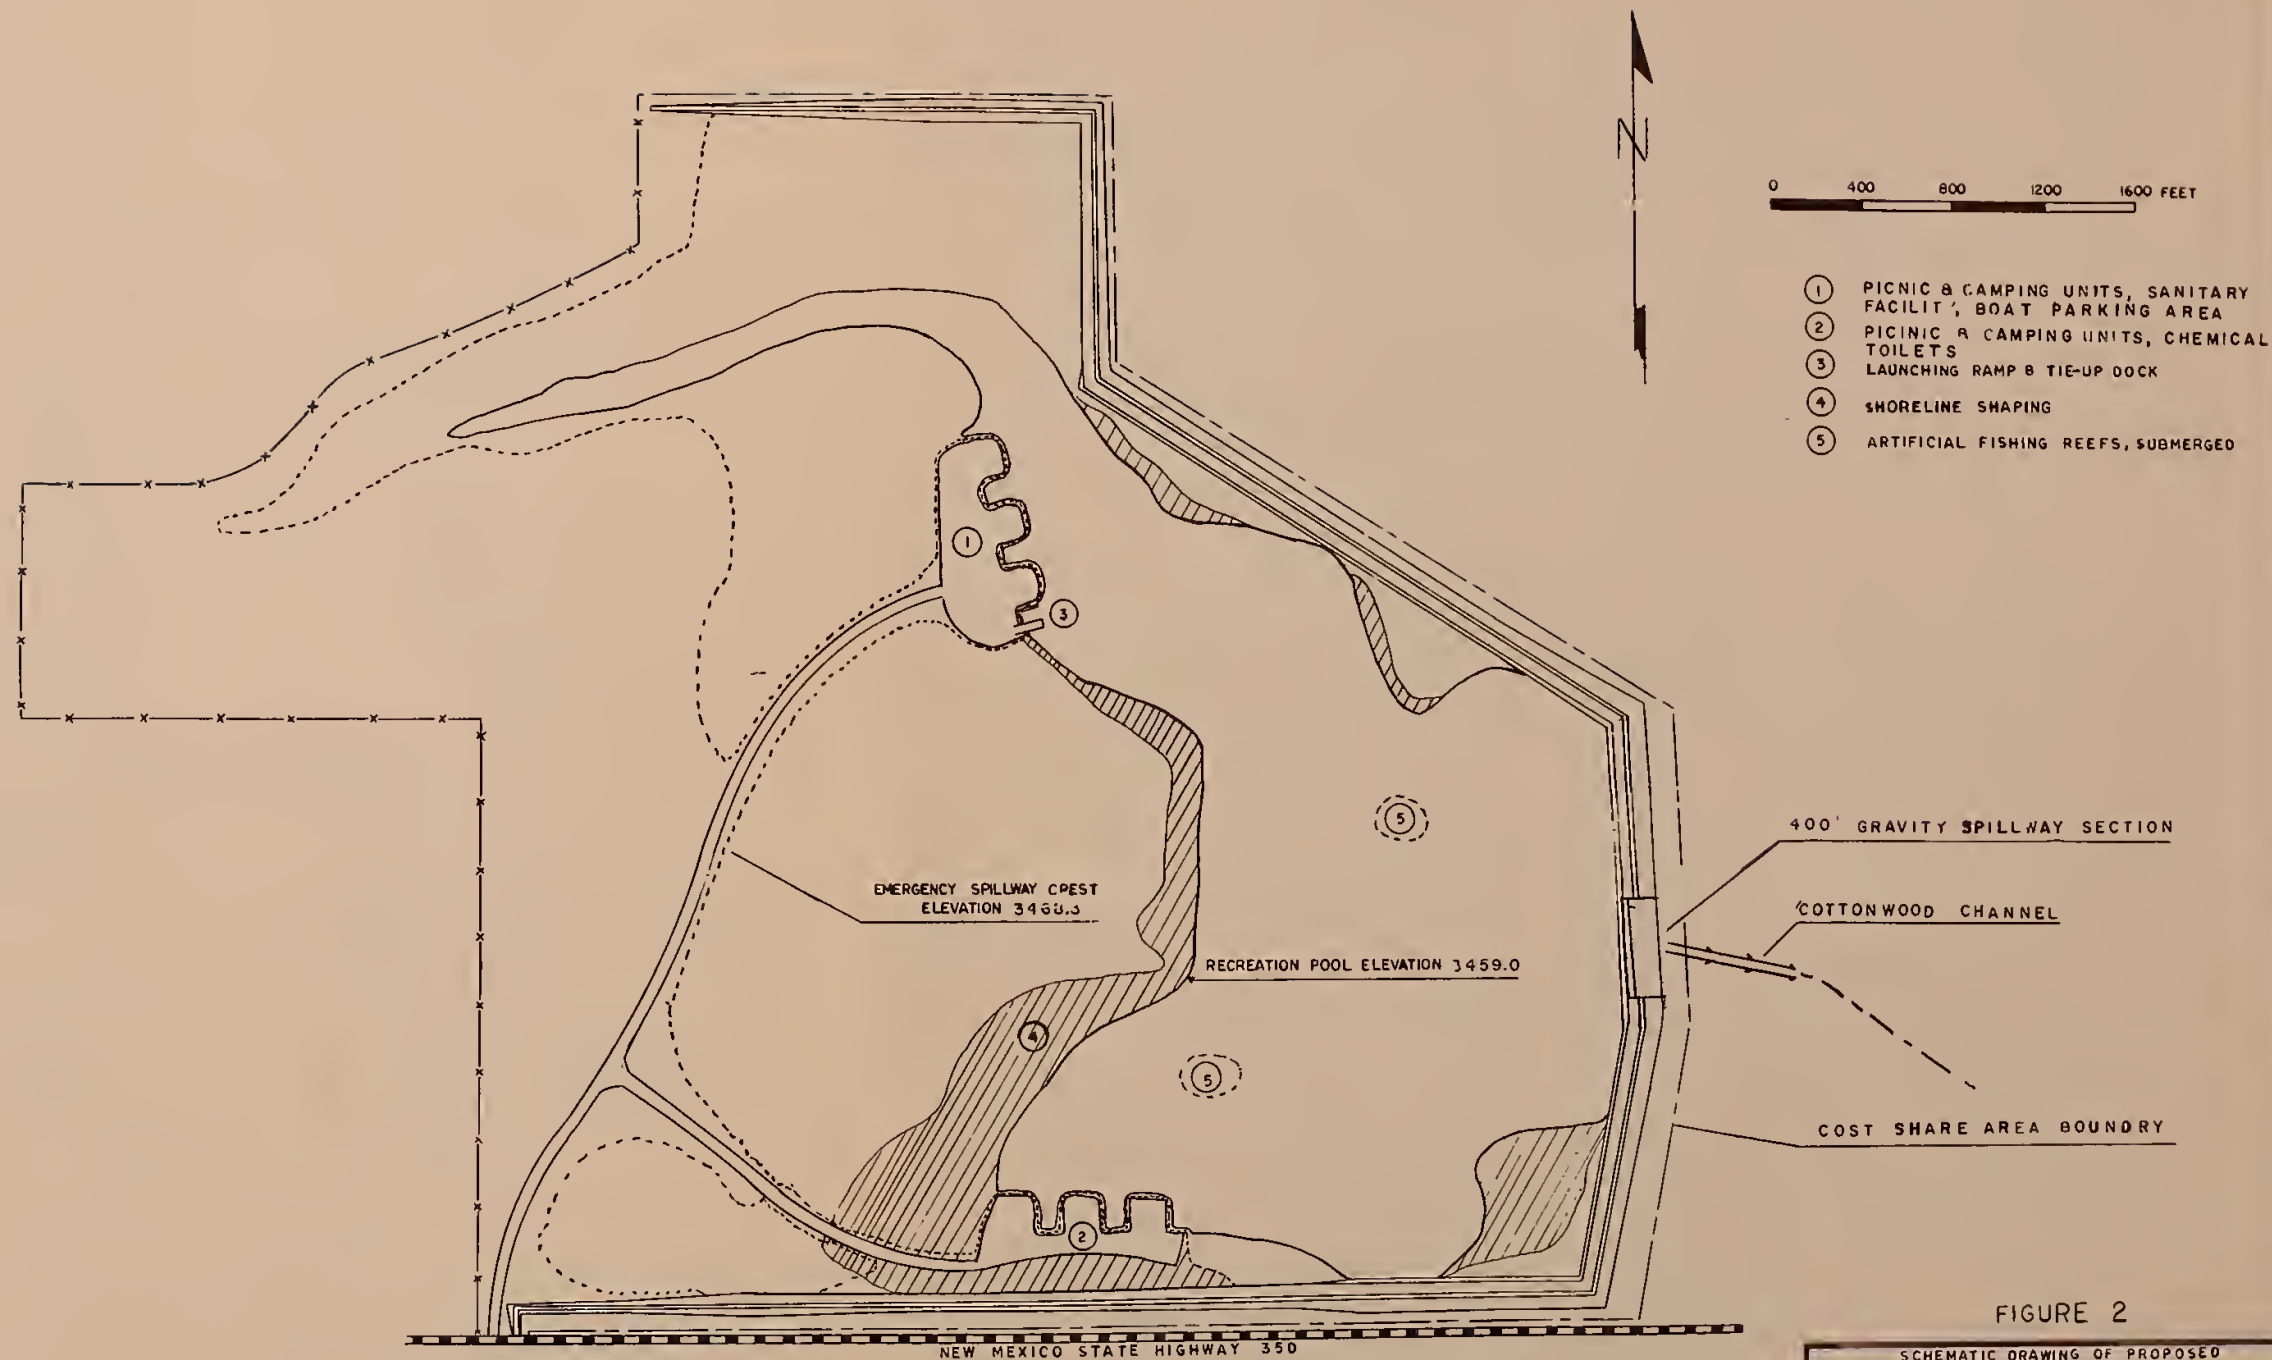 N
0 400 800 1200 1600 FEET
1 PICNIC & CAMPING UNITS, SANITARY
BOAT PARKING AREA
2 PICINIC & CAMPING UNITS, CHEMICAL
TOILETS
3 LAUNCHING RAMP & TIE-UP DOCK
4 SHORELINE SHAPING
5 ARTIFICIAL FISHING REEFS, SUBMERGED
1
3
5
400' GRAVITY SPILLWAY SECTION
EMERGENCY SPILLWAY CREST
ELEVATION
COTTONWOOD CHANNEL
RECREATION POOL ELEVATION 3459.0
4
5
COST SHARE AREA BOUNDRY
2
FIGURE 2
NEW MEXICO STATE HIGHWAY 350
SCHEMATIC DRAWING OF PROPOSED